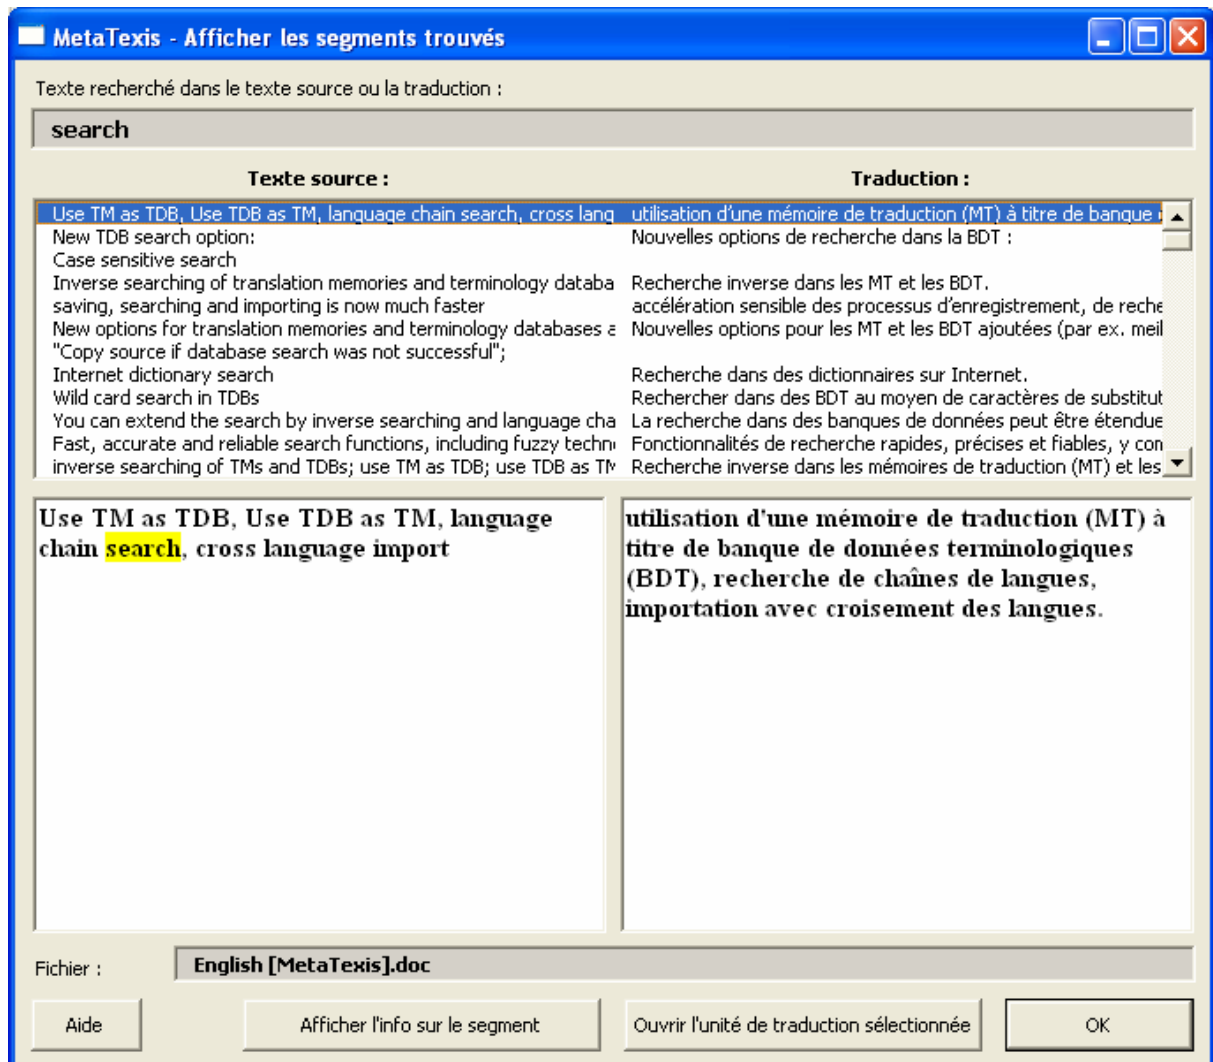 MetaTexis - Afficher les segments trouvés
Texte recherché dans le texte source ou la traduction :
search
Texte source : Traduction :
Use TM as TDB, Use TDB as TM, language chain search, cross lang utilisation d'une mémoire de traduction (MT) à titre de banque
New TDB search option: Nouvelles options de recherche dans la BDT :
Case sensitive search
Inverse searching of translation memories and terminology databa Recherche inverse dans les MT et les BDT.
saving, searching and importing is now much faster accélération sensible des processus d'enregistrement, de reche
New options for translation memories and terminology databases a Nouvelles options pour les MT et les BDT ajoutées (par ex. meil
"Copy source if database search was not successful";
Internet dictionary search Recherche dans des dictionnaires sur Internet.
Wild card search in TDBs Rechercher dans des BDT au moyen de caractères de substitut
You can extend the search by inverse searching and language cha La recherche dans des banques de données peut être étendue
Fast, accurate and reliable search functions, including fuzzy techn Fonctionnalités de recherche rapides, précises et fiables, y con
inverse searching of TMs and TDBs; use TM as TDB; use TDB as TM Recherche inverse dans les mémoires de traduction (MT) et les
Use TM as TDB, Use TDB as TM, language
chain search, cross language import
utilisation d'une mémoire de traduction (MT) à
titre de banque de données terminologiques
(BDT), recherche de chaînes de langues,
importation avec croisement des langues.
Fichier : English [MetaTexis].doc
Aide Afficher l'info sur le segment Ouvrir l'unité de traduction sélectionnée OK